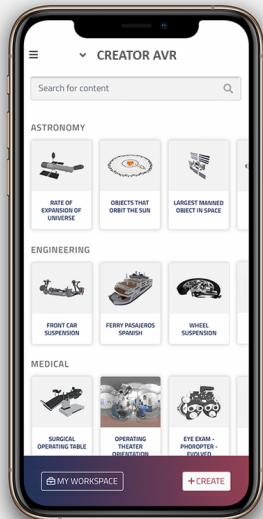 CREATOR AVR
Search for content
ASTRONOMY
RATE OF
EXPANSION OF
UNIVERSE
OBJECTS THAT
ORBIT THE SUN
LARGEST MANNED
OBJECT IN SPACE
ENGINEERING
FRONT CAR
SUSPENSION
FERRY PASAJEROS
SPANISH
WHEEL
SUSPENSION
MEDICAL
SURGICAL
OPERATING TABLE
OPERATING
THEATER
ORIENTATION
EYE EXAM -
PHOROPTER -
EVOLVED
MY WORKSPACE
+CREATE